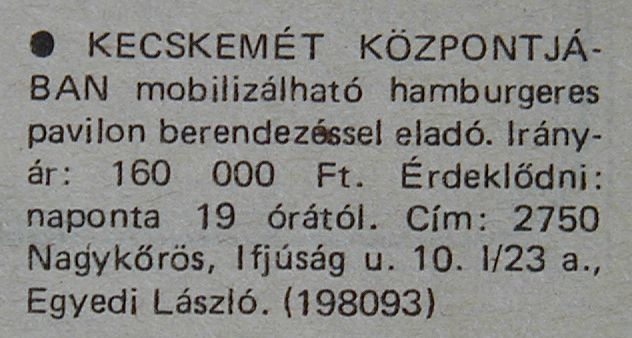 ● KECSKEMÉT KÖZPONTJÁ-
BAN mobilizálható hamburgeres
pavilon berendezéssel eladó. Irány-
ár: 160 000 Ft. Érdeklődni:
naponta 19 órától. Cím: 2750
Nagykőrös, Ifjúság u. 10. I/23 a.,
Egyedi László. (198093)